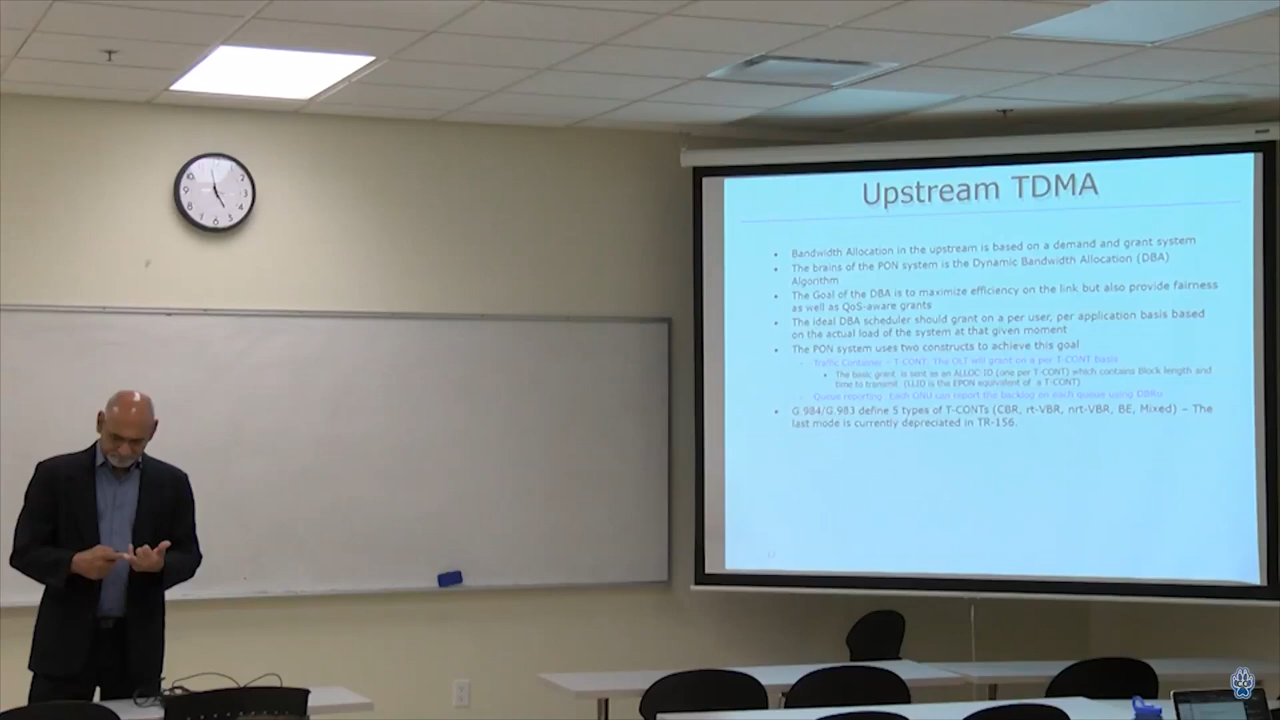 Upstream TDMA
Bandwidth Allocation in the upstream is based on a demand and grant system
The brains of the PON system is the Dynamic Bandwidth Allocation (DBA)
Algorithm
The Goal of the DBA is to maximize efficiency on the link but also provide fairness
as well as QoS-aware grants
The ideal DBA scheduler should grant on a per user, per application basis based
on the actual load of the system at that given moment
The PON system uses two constructs to achieve this goal
Traffic Container – T-CONT: The OLT will grant on a per T-CONT basis
The basic grant is sent as an ALLOC-ID (one per T-CONT) which contains Block length and
time to transmit. (LLID is the EPON equivalent of a T-CONT)
Queue reporting: Each ONU can report the backlog on each queue using DBRu
G.984/G.983 define 5 types of T-CONTs (CBR, rt-VBR, nrt-VBR, BE, Mixed) – The
last mode is currently depreciated in TR-156.